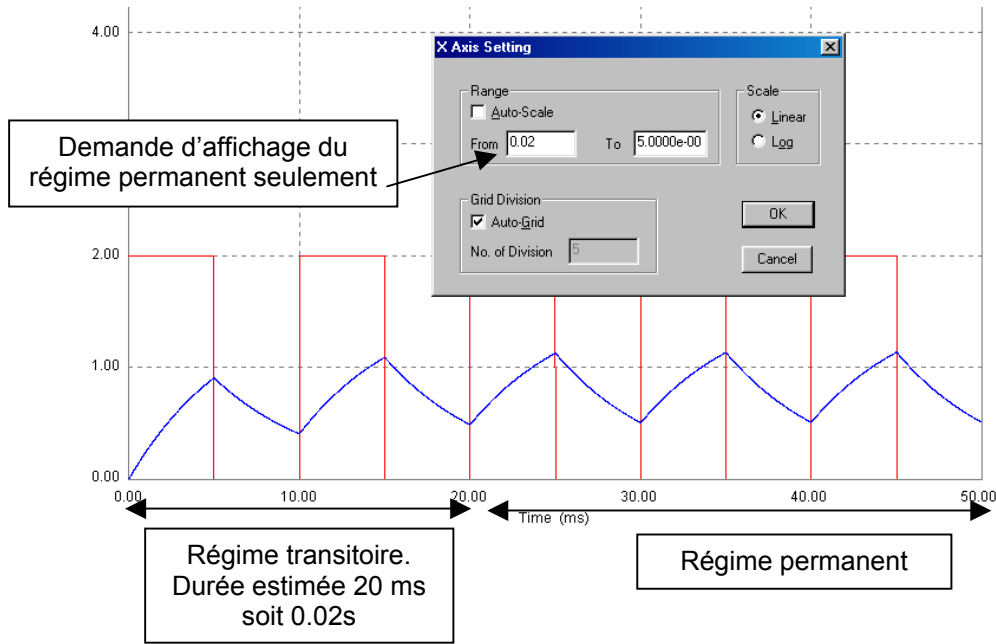 4.00
X Axis Setting
Range
Auto-Scale
From 0.02 To 5.0000e-00
Scale
Linear
Log
Demande d'affichage du
régime permanent seulement
Grid Division
Auto-Grid
No. of Division 5
OK
Cancel
2.00
1.00
0.00
0.00 10.00 20.00 30.00 40.00 50.00
Time (ms)
Régime transitoire.
Durée estimée 20 ms
soit 0.02s
Régime permanent